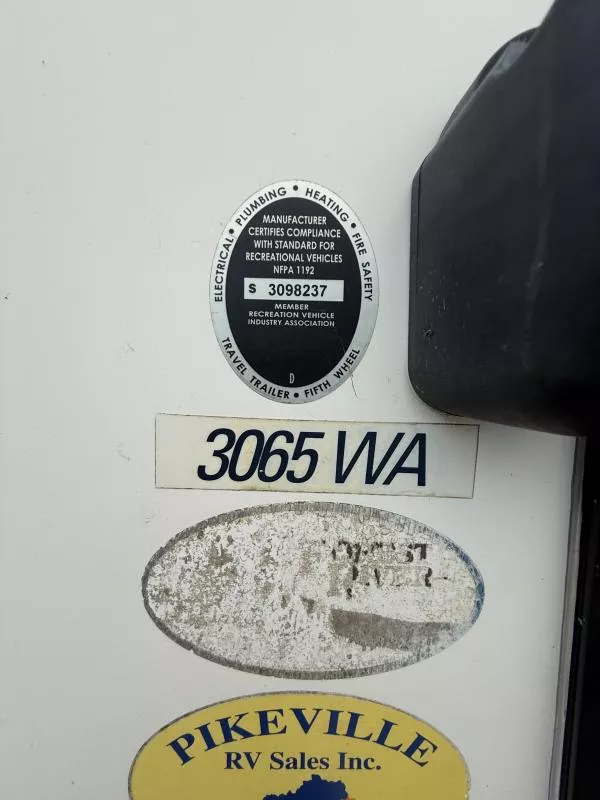 ELECTRICAL • PLUMBING • HEATING • FIRE SAFETY
MANUFACTURER
CERTIFIES COMPLIANCE
WITH STANDARD FOR
RECREATIONAL VEHICLES
NFPA 1192
S 3098237
MEMBER
RECREATION VEHICLE
INDUSTRY ASSOCIATION
D
TRAVEL TRAILER • FIFTH WHEEL
3065 WA
PIKEVILLE
RV Sales Inc.